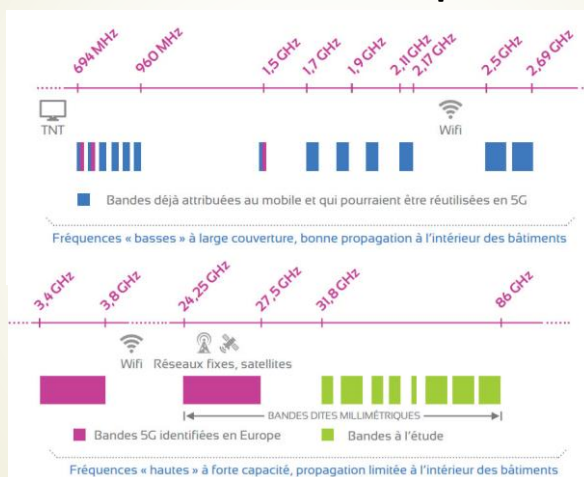 694 MHz
960 MHz
1,5 GHz
1,7 GHz
1,9 GHz
2,11 GHz
2,17 GHz
2,5 GHz
2,69 GHz
TNT
Wifi
Bandes déjà attribuées au mobile et qui pourraient être réutilisées en 5G
Fréquences « basses » à large couverture, bonne propagation à l'intérieur des bâtiments
3,4 GHz
3,8 GHz
24,25 GHz
27,5 GHz
31,8 GHz
86 GHz
Wifi
Réseaux fixes, satellites
BANDES DITES MILLIMÉTRIQUES
Bandes 5G identifiées en Europe
Bandes à l'étude
Fréquences « hautes » à forte capacité, propagation limitée à l'intérieur des bâtiments